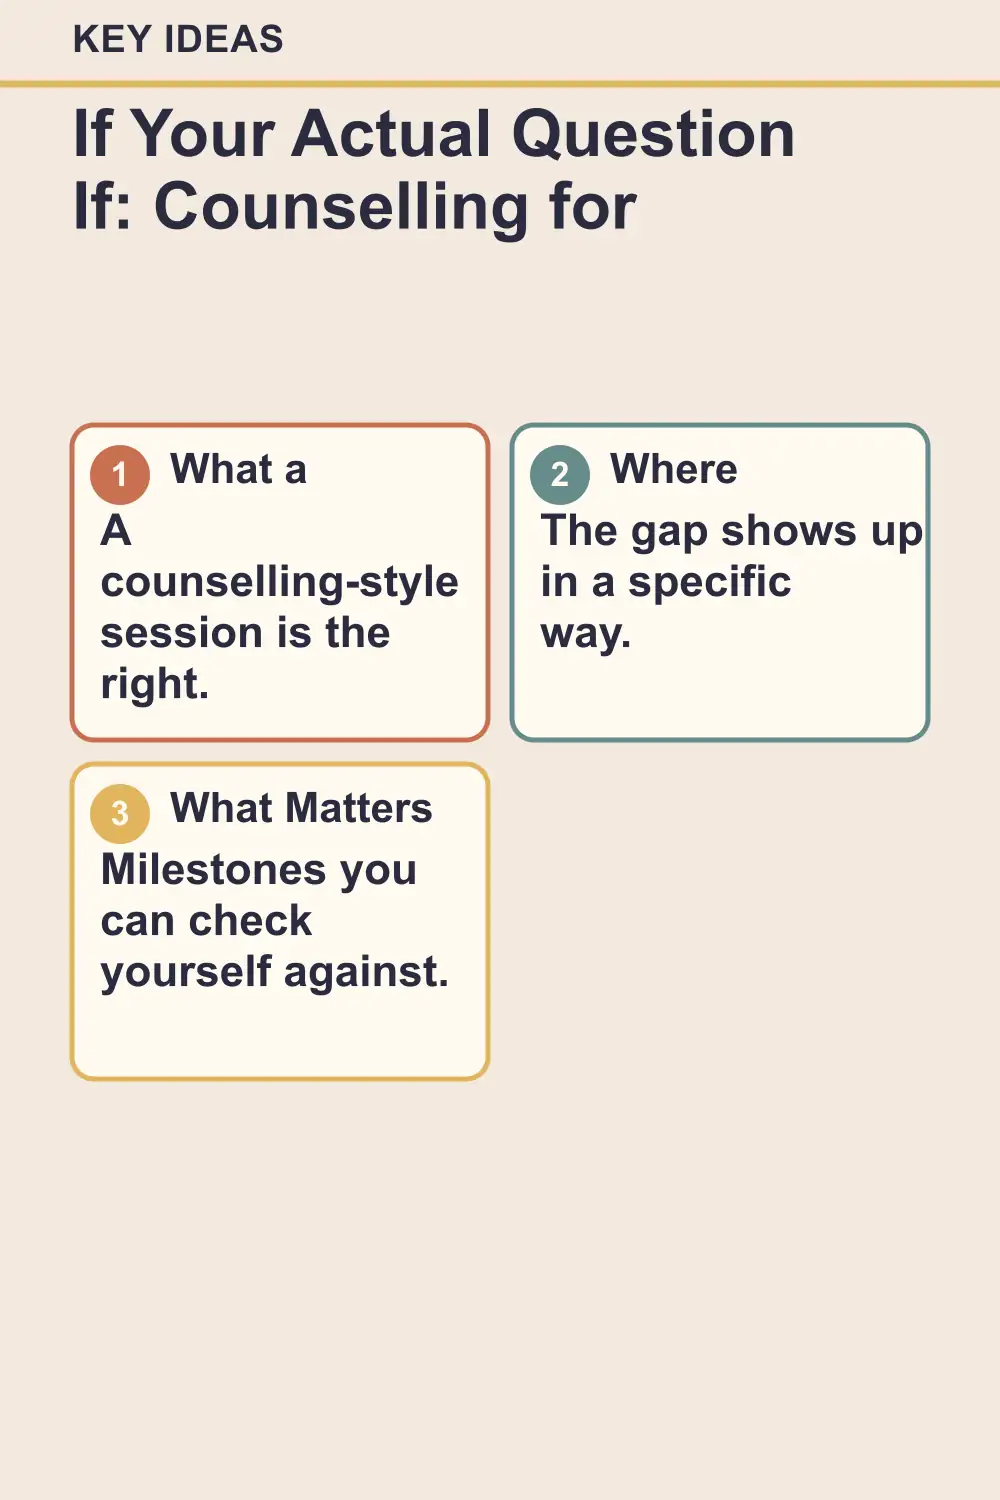 KEY IDEAS
If Your Actual Question
If: Counselling for
1 What a
A
counselling-style
session is the
right.
2 Where
The gap shows up
in a specific
way.
3 What Matters
Milestones you
can check
yourself against.